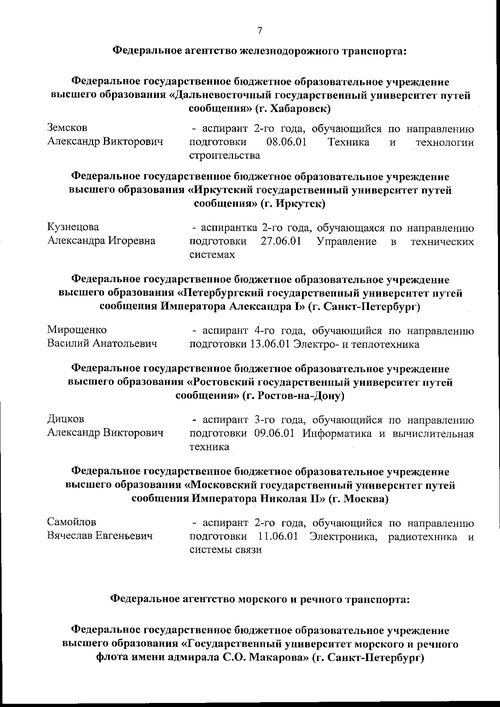 7
Федеральное агентство железнодорожного транспорта:
Федеральное государственное бюджетное образовательное учреждение
высшего образования «Дальневосточный государственный университет путей
сообщения» (г. Хабаровск)
Земсков - аспирант 2-го года, обучающийся по направлению
Александр Викторович подготовки 08.06.01 Техника и технологии
строительства
Федеральное государственное бюджетное образовательное учреждение
высшего образования «Иркутский государственный университет путей
сообщения» (г. Иркутск)
Кузнецова - аспирантка 2-го года, обучающаяся по направлению
Александра Игоревна подготовки 27.06.01 Управление в технических
системах
Федеральное государственное бюджетное образовательное учреждение
высшего образования «Петербургский государственный университет путей
сообщения Императора Александра I» (г. Санкт-Петербург)
Мирощенко - аспирант 4-го года, обучающийся по направлению
Василий Анатольевич подготовки 13.06.01 Электро- и теплотехника
Федеральное государственное бюджетное образовательное учреждение
высшего образования «Ростовский государственный университет путей
сообщения» (г. Ростов-на-Дону)
Дицков - аспирант 3-го года, обучающийся по направлению
Александр Викторович подготовки 09.06.01 Информатика и вычислительная
техника
Федеральное государственное бюджетное образовательное учреждение
высшего образования «Московский государственный университет путей
сообщения Императора Николая II» (г. Москва)
Самойлов - аспирант 2-го года, обучающийся по направлению
Вячеслав Евгеньевич подготовки 11.06.01 Электроника, радиотехника и
системы связи
Федеральное агентство морского и речного транспорта:
Федеральное государственное бюджетное образовательное учреждение
высшего образования «Государственный университет морского и речного
флота имени адмирала С.О. Макарова» (г. Санкт-Петербург)